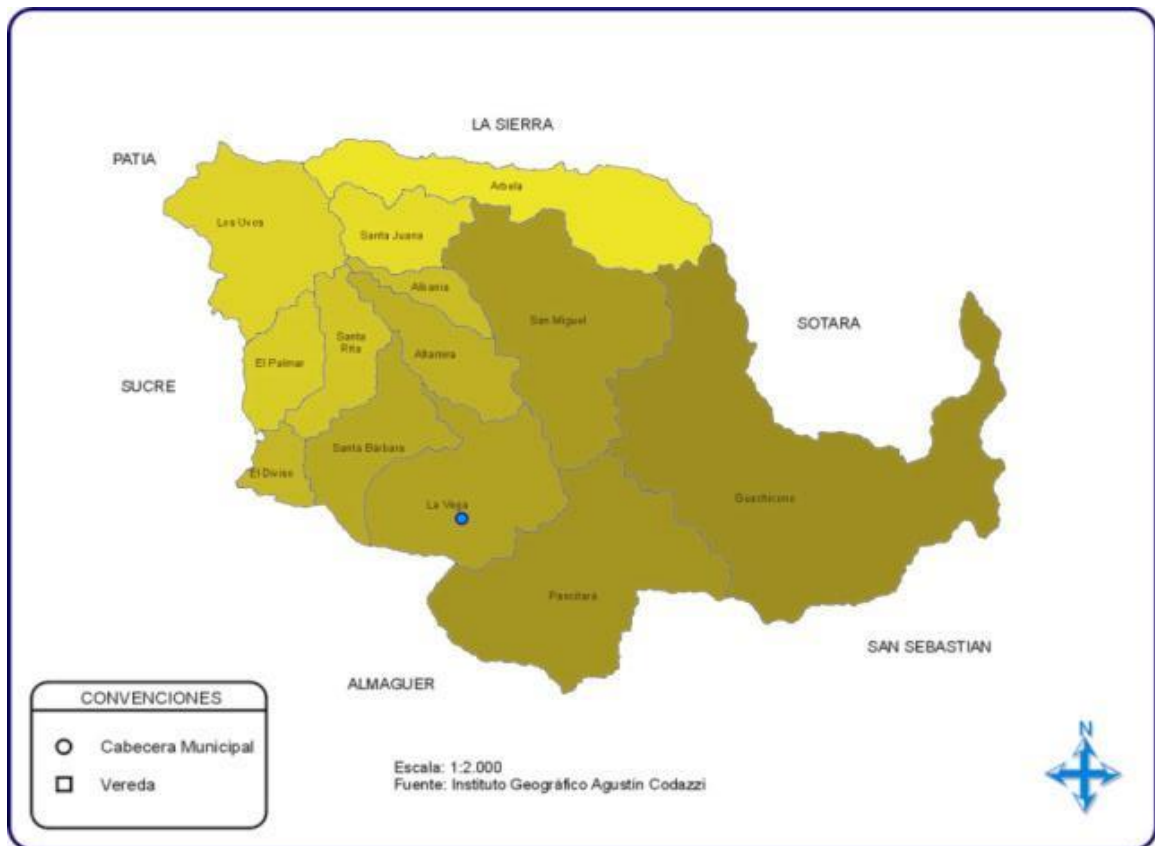 LA SIERRA
PATIA
Arbela
Los Uvos
Santa Juana
Albania
San Miguel
SOTARA
Santa
Rita
Altamira
El Palmar
SUCRE
Santa Bárbara
El Diviso
Guachicono
La Vega
Pancitará
SAN SEBASTIAN
ALMAGUER
CONVENCIONES
Cabecera Municipal
Vereda
Escala: 1:2.000
Fuente: Instituto Geográfico Agustín Codazzi
N